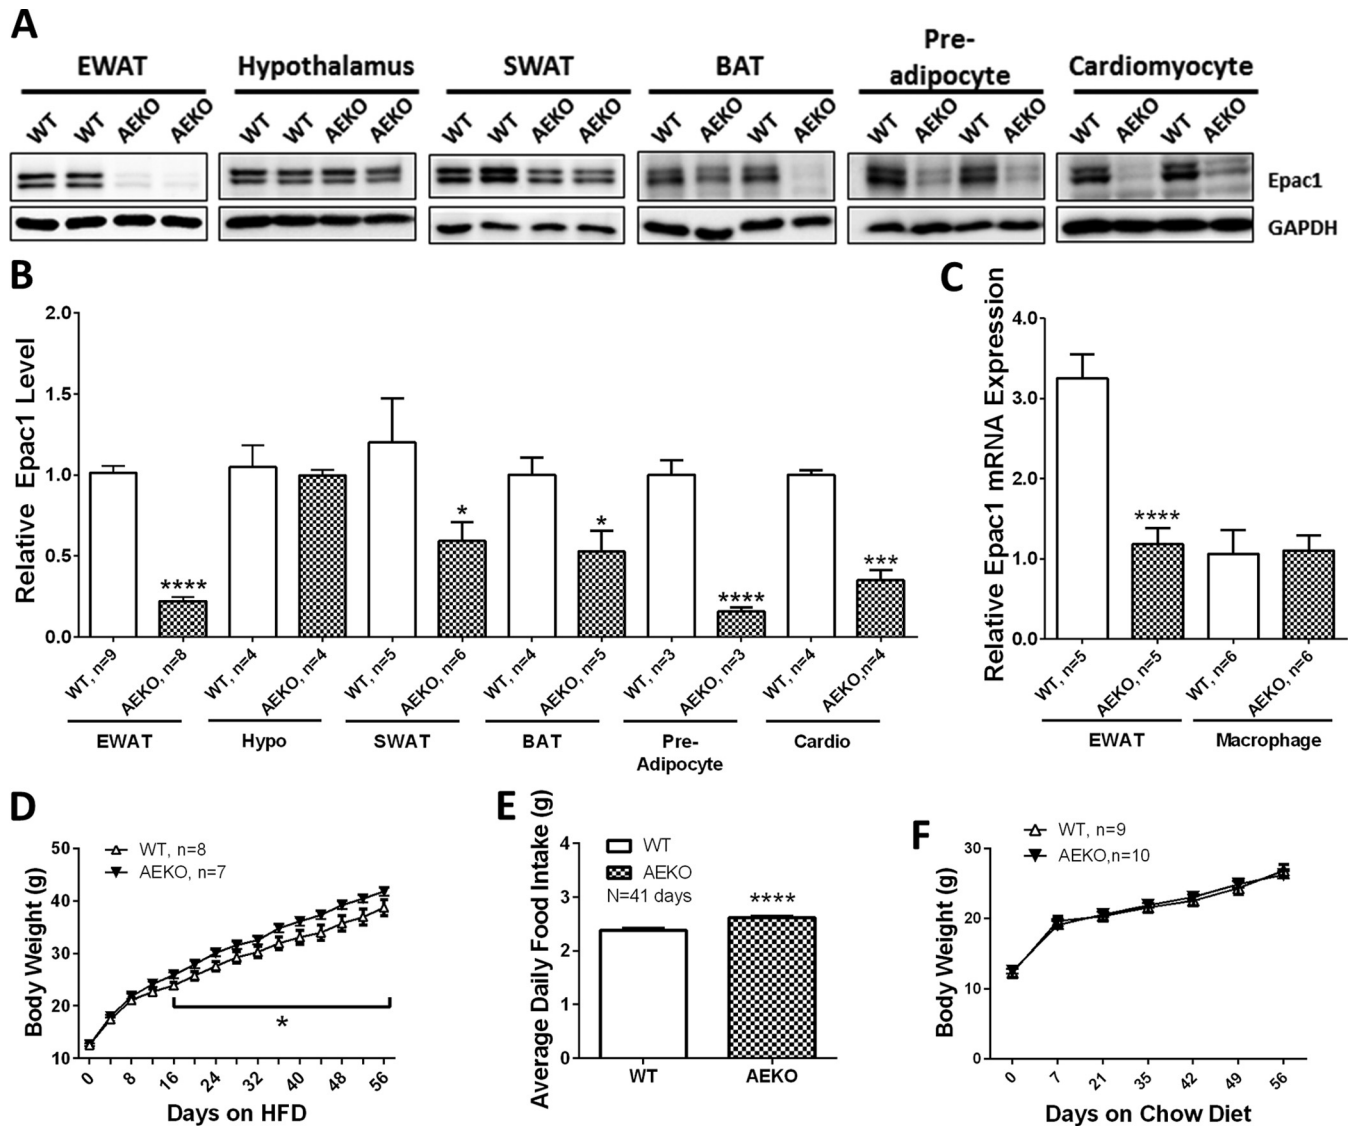 A
EWAT
Hypothalamus
SWAT
BAT
Pre-
adipocyte
Cardiomyocyte
WT WT AEKO AEKO
WT WT AEKO AEKO
WT WT AEKO AEKO
WT AEKO WT AEKO
WT AEKO WT AEKO
WT AEKO WT AEKO
Epac1
GAPDH
B
Relative Epac1 Level
2.0
1.5
1.0
0.5
0.0
****
*
*
****
***
WT, n=9
AEKO, n=8
WT, n=4
AEKO, n=4
WT, n=5
AEKO, n=6
WT, n=4
AEKO, n=5
WT, n=3
AEKO, n=3
WT, n=4
AEKO,n=4
EWAT
Hypo
SWAT
BAT
Pre-
Adipocyte
Cardio
C
Relative Epac1 mRNA Expression
4.0
3.0
2.0
1.0
0.0
****
WT, n=5
AEKO, n=5
WT, n=6
AEKO, n=6
EWAT
Macrophage
D
WT, n=8
AEKO, n=7
Body Weight (g)
50
40
30
20
10
*
0 8 16 24 32 40 48 56
Days on HFD
E
Average Daily Food Intake (g)
4
3
2
1
0
WT
AEKO
N=41 days
****
WT AEKO
F
WT, n=9
AEKO,n=10
Body Weight (g)
30
20
10
0
0 7 21 35 42 49 56
Days on Chow Diet